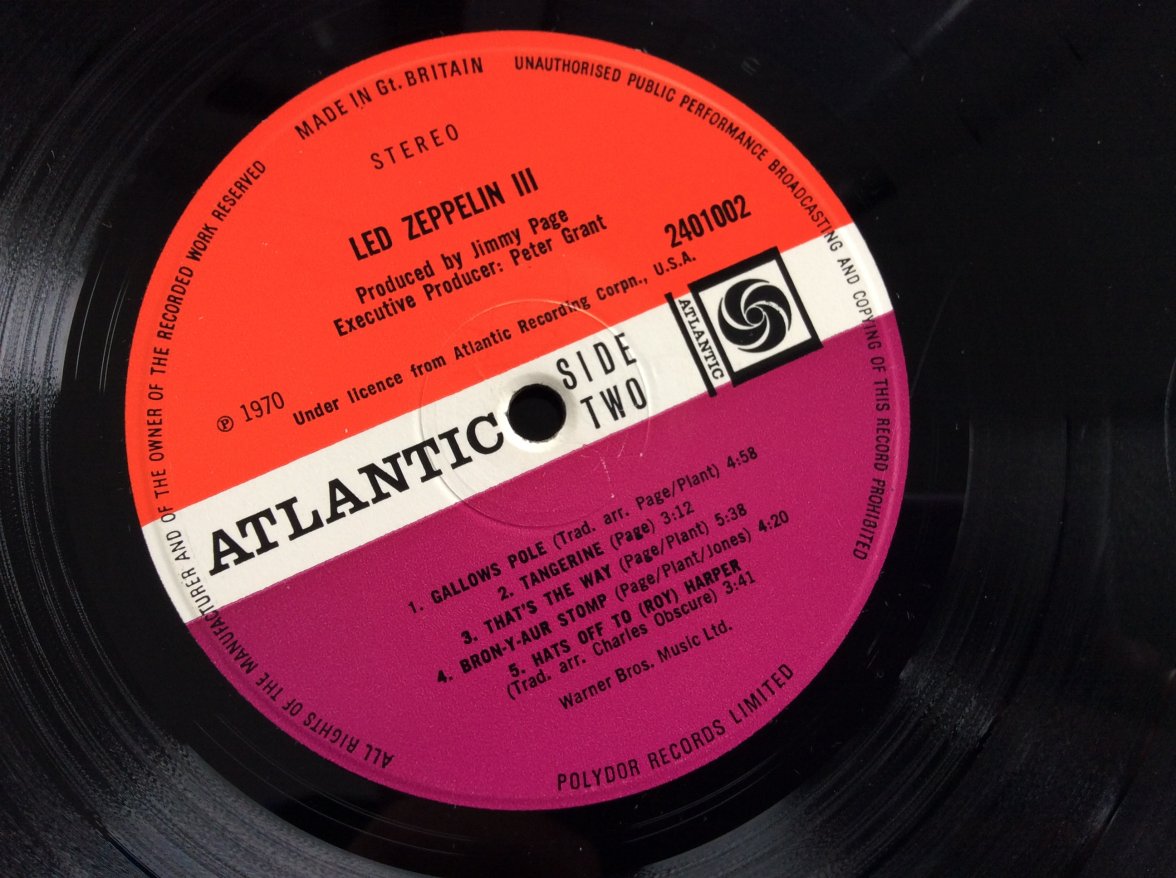 MADE IN Gt. BRITAIN
UNAUTHORISED PUBLIC PERFORMANCE BROADCASTING AND COPYING OF THIS RECORD PROHIBITED
STEREO
LED ZEPPELIN III
Produced by Jimmy Page
Executive Producer: Peter Grant
2401002
℗ 1970
Under licence from Atlantic Recording Corpn., U.S.A.
ATLANTIC
SIDE
TWO
ATLANTIC
1. GALLOWS POLE (Trad. arr. Page/Plant) 4:58
2. TANGERINE (Page) 3:12
3. THAT'S THE WAY (Page/Plant) 5:38
4. BRON-Y-AUR STOMP (Page/Plant/Jones) 4:20
5. HATS OFF TO (ROY) HARPER
(Trad. arr. Charles Obscure) 3:41
Warner Bros. Music Ltd.
POLYDOR RECORDS LIMITED
ALL RIGHTS OF THE MANUFACTURER AND OF THE OWNER OF THE RECORDED WORK RESERVED